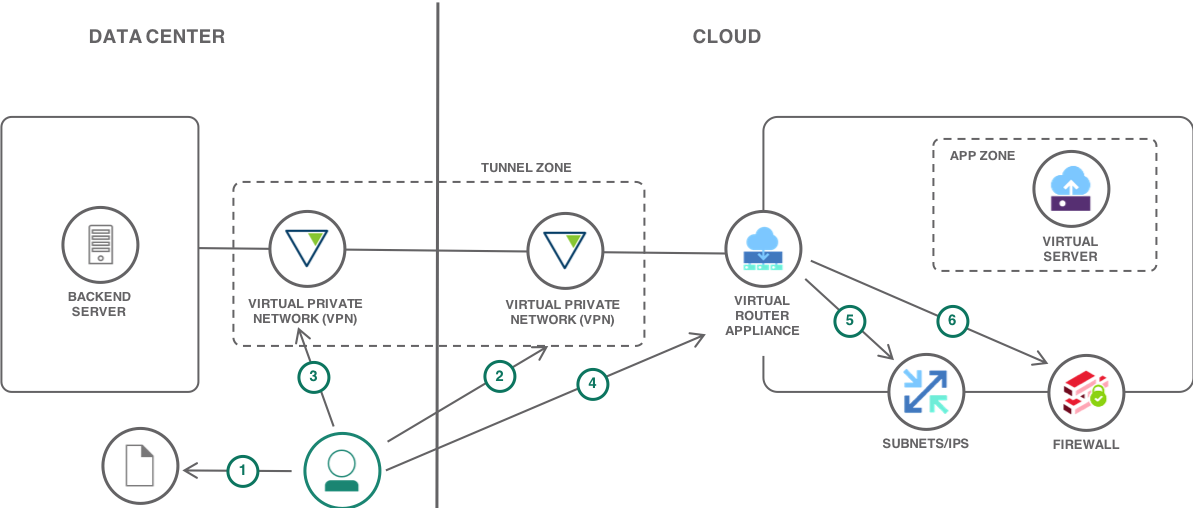 DATA CENTER
CLOUD
TUNNEL ZONE
APP ZONE
VIRTUAL
SERVER
BACKEND
SERVER
VIRTUAL PRIVATE
NETWORK (VPN)
VIRTUAL PRIVATE
NETWORK (VPN)
VIRTUAL
ROUTER
APPLIANCE
5
6
3
2
4
SUBNETS/IPS
FIREWALL
1